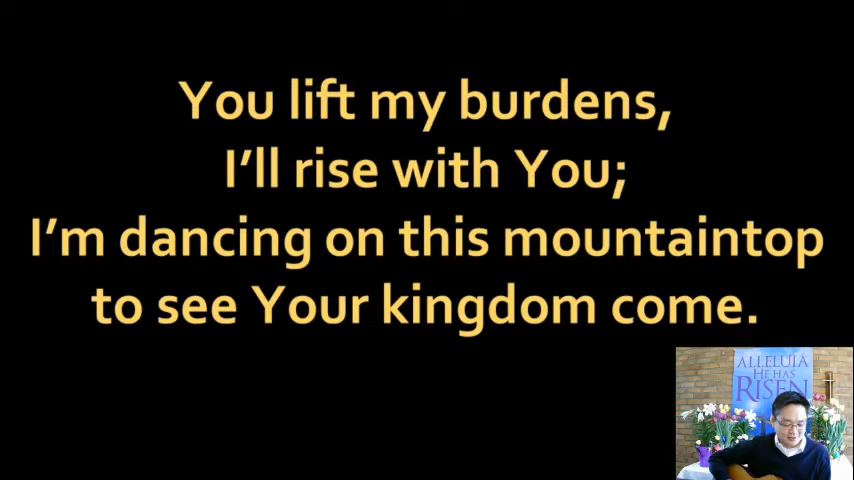 You lift my burdens,
I'll rise with You;
I'm dancing on this mountaintop
to see Your kingdom come.
ALLELUIA
HE HAS
RISEN